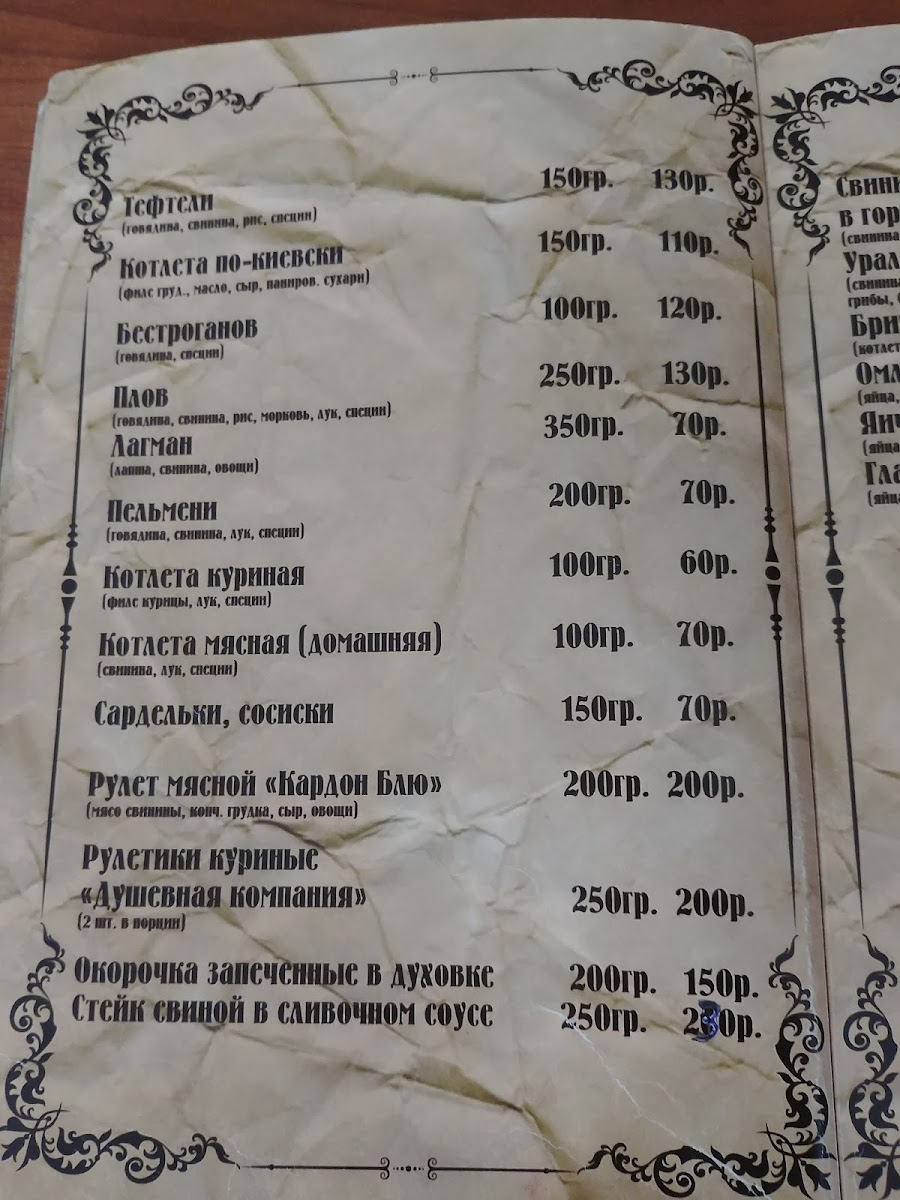 Тефтели 150гр. 130р.
(говядина, свинина, рис, специи)
Котлета по-киевски 150гр. 110р.
(филе груд., масло, сыр, паниров. сухари)
Бестроганов 100гр. 120р.
(говядина, специи)
Плов 250гр. 130р.
(говядина, свинина, рис, морковь, лук, специи)
Лагман 350гр. 70р.
(лапша, свинина, овощи)
Пельмени 200гр. 70р.
(говядина, свинина, лук, специи)
Котлета куриная 100гр. 60р.
(филе курицы, лук, специи)
Котлета мясная (домашняя) 100гр. 70р.
(свинина, лук, специи)
Сардельки, сосиски 150гр. 70р.
Рулет мясной «Кардон Блю» 200гр. 200р.
(мясо свинины, копч. грудка, сыр, овощи)
Рулетики куриные
«Душевная компания» 250гр. 200р.
(2 шт. в порции)
Окорочка запеченные в духовке 200гр. 150р.
Стейк свиной в сливочном соусе 250гр.
в гор
(свинина
(свинина
грибы,
(яйца,